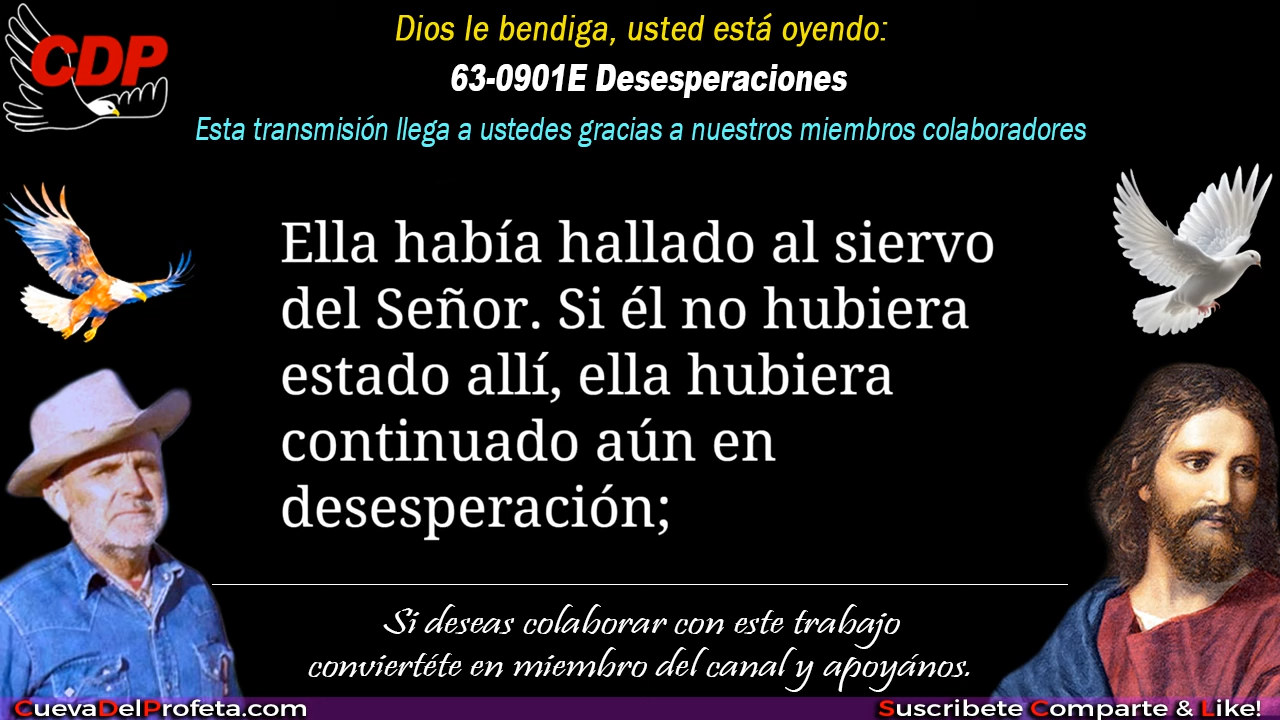 CDP
Dios le bendiga, usted está oyendo:
63-0901E Desesperaciones
Esta transmisión llega a ustedes gracias a nuestros miembros colaboradores
Ella había hallado al siervo
del Señor. Si él no hubiera
estado allí, ella hubiera
continuado aún en
desesperación;
Si deseas colaborar con este trabajo
conviertéte en miembro del canal y apoyános.
CuevaDelProfeta.com
Suscribete Comparte & Like!